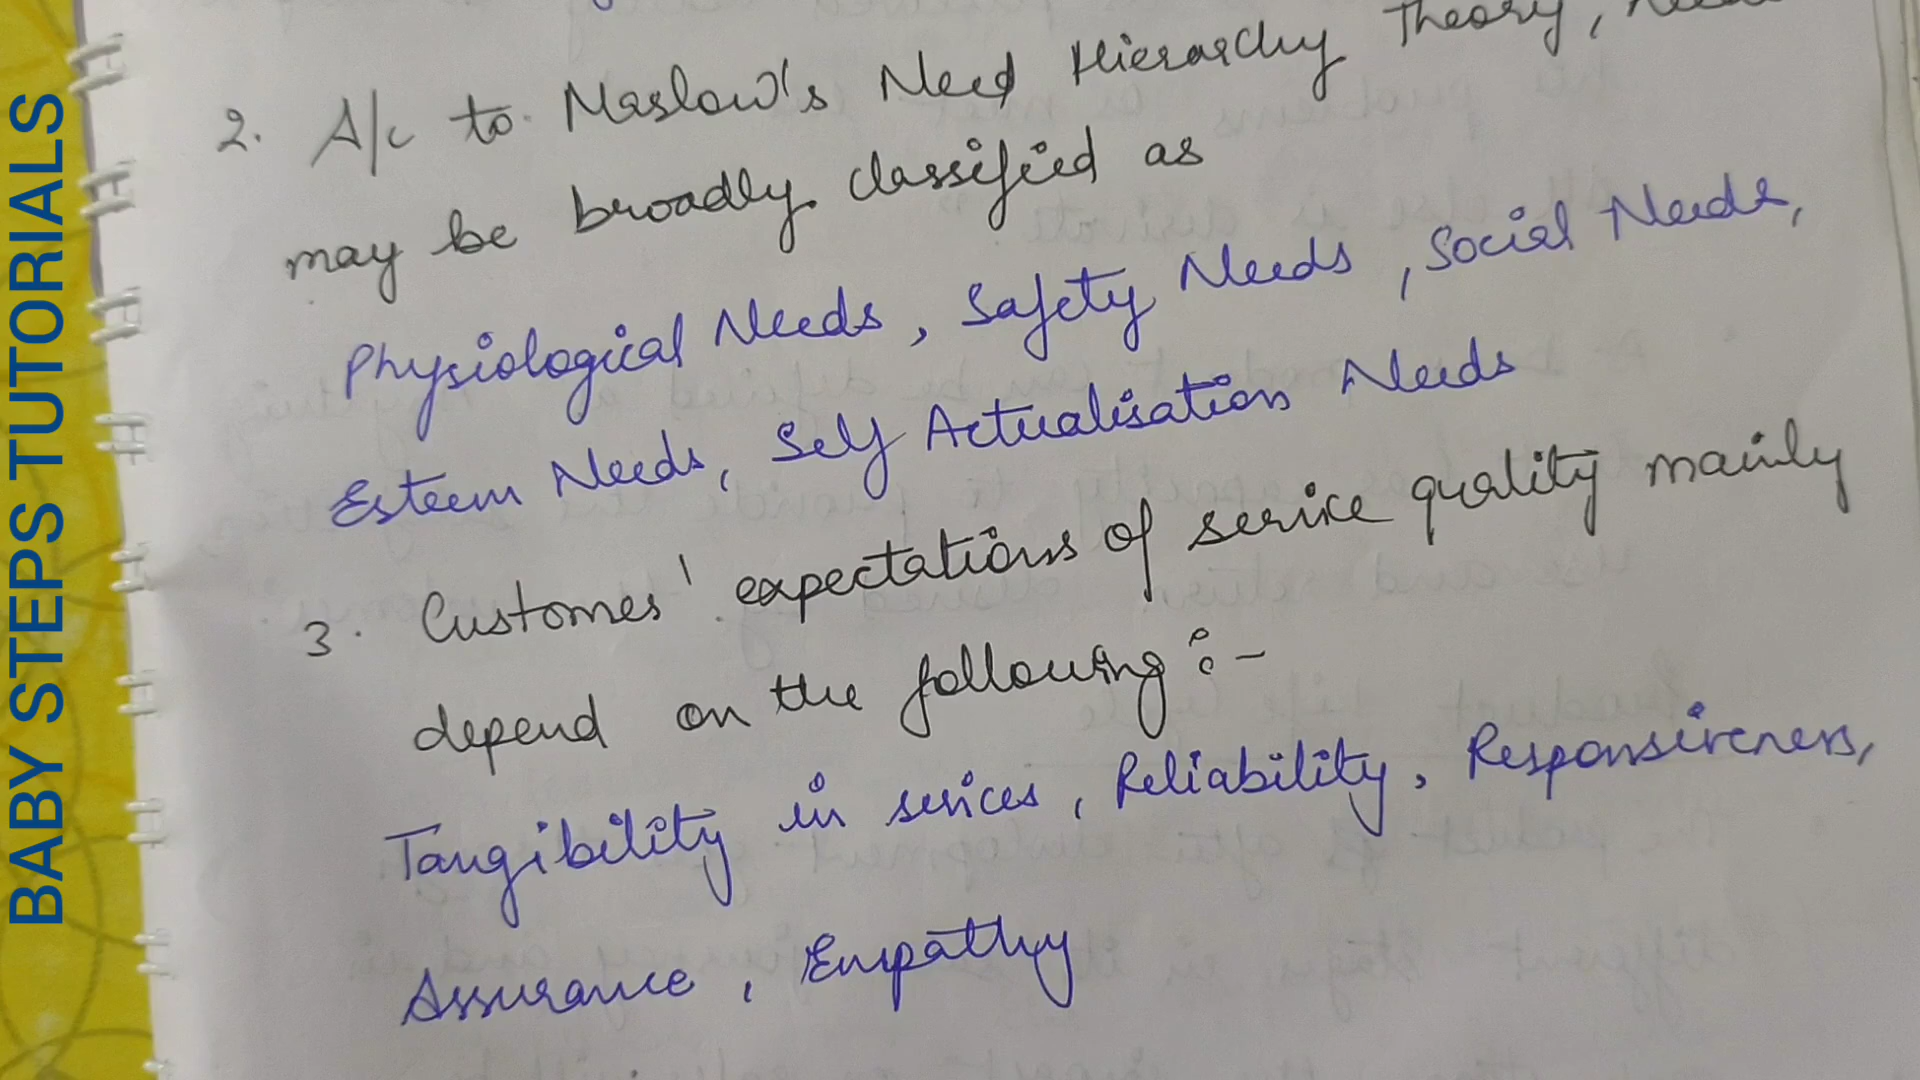 BABY STEPS TUTORIALS
2. A/c to Maslow's Need Hierarchy Theory,
may be broadly classified as
Physiological Needs, Safety Needs, Social Needs,
Esteem Needs, Self Actualisation Needs
3. Customes' expectations of service quality mainly
depend on the following :-
Tangibility in services, Reliability, Responsiveness,
Assurance, Empathy